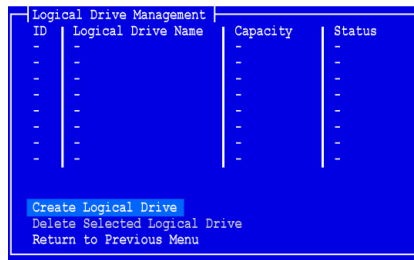 Logical Drive Management
ID Logical Drive Name Capacity Status
- - - -
- - - -
- - - -
- - - -
- - - -
- - - -
- - - -
- - - -
Create Logical Drive
Delete Selected Logical Drive
Return to Previous Menu